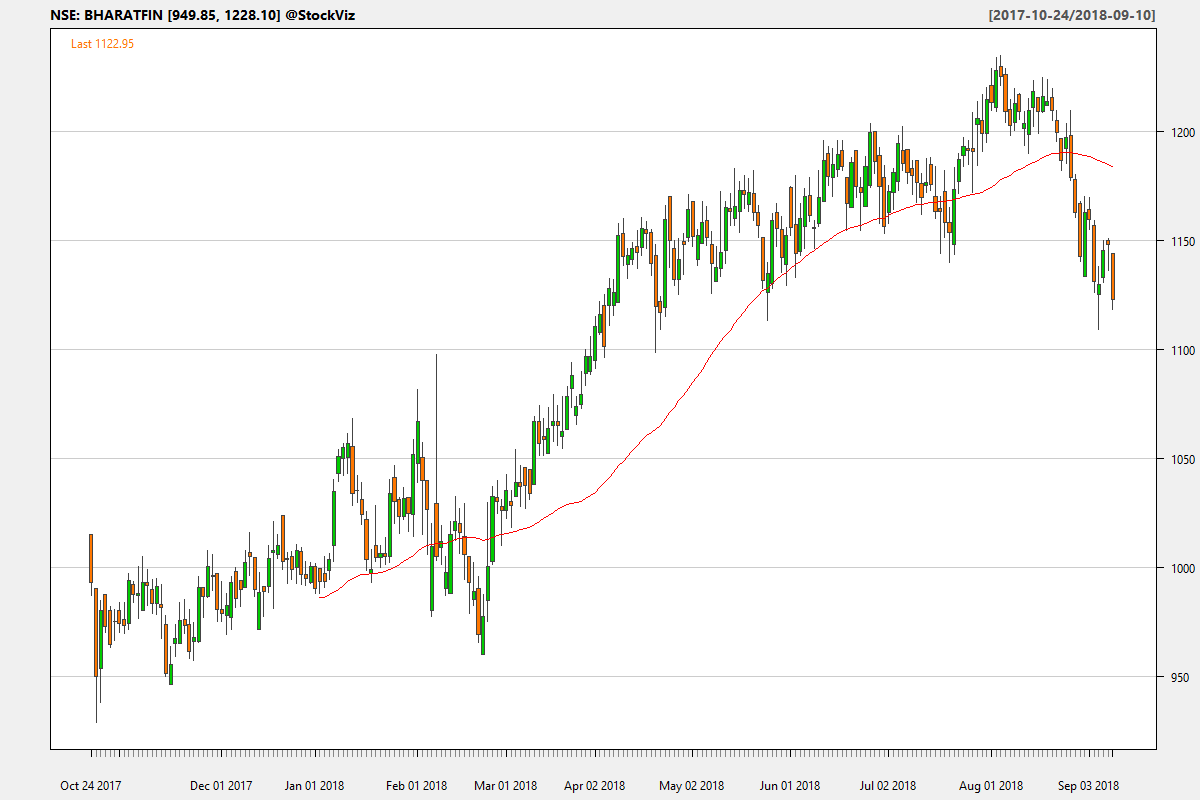 NSE: BHARATFIN [949.85, 1228.10] @StockViz [2017-10-24/2018-09-10]
Last 1122.95
1200
1150
1100
1050
1000
950
Oct 24 2017 Dec 01 2017 Jan 01 2018 Feb 01 2018 Mar 01 2018 Apr 02 2018 May 02 2018 Jun 01 2018 Jul 02 2018 Aug 01 2018 Sep 03 2018